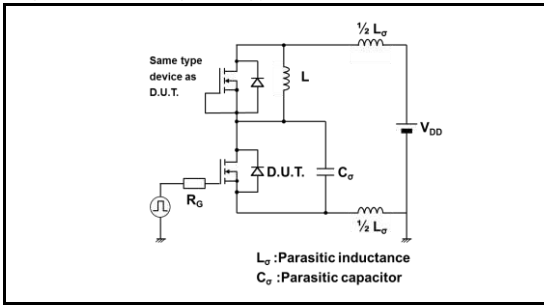 ½ Lσ
Same type
device as
D.U.T.
L
VDD
D.U.T.
Cσ
RG
½ Lσ
Lσ :Parasitic inductance
Cσ :Parasitic capacitor